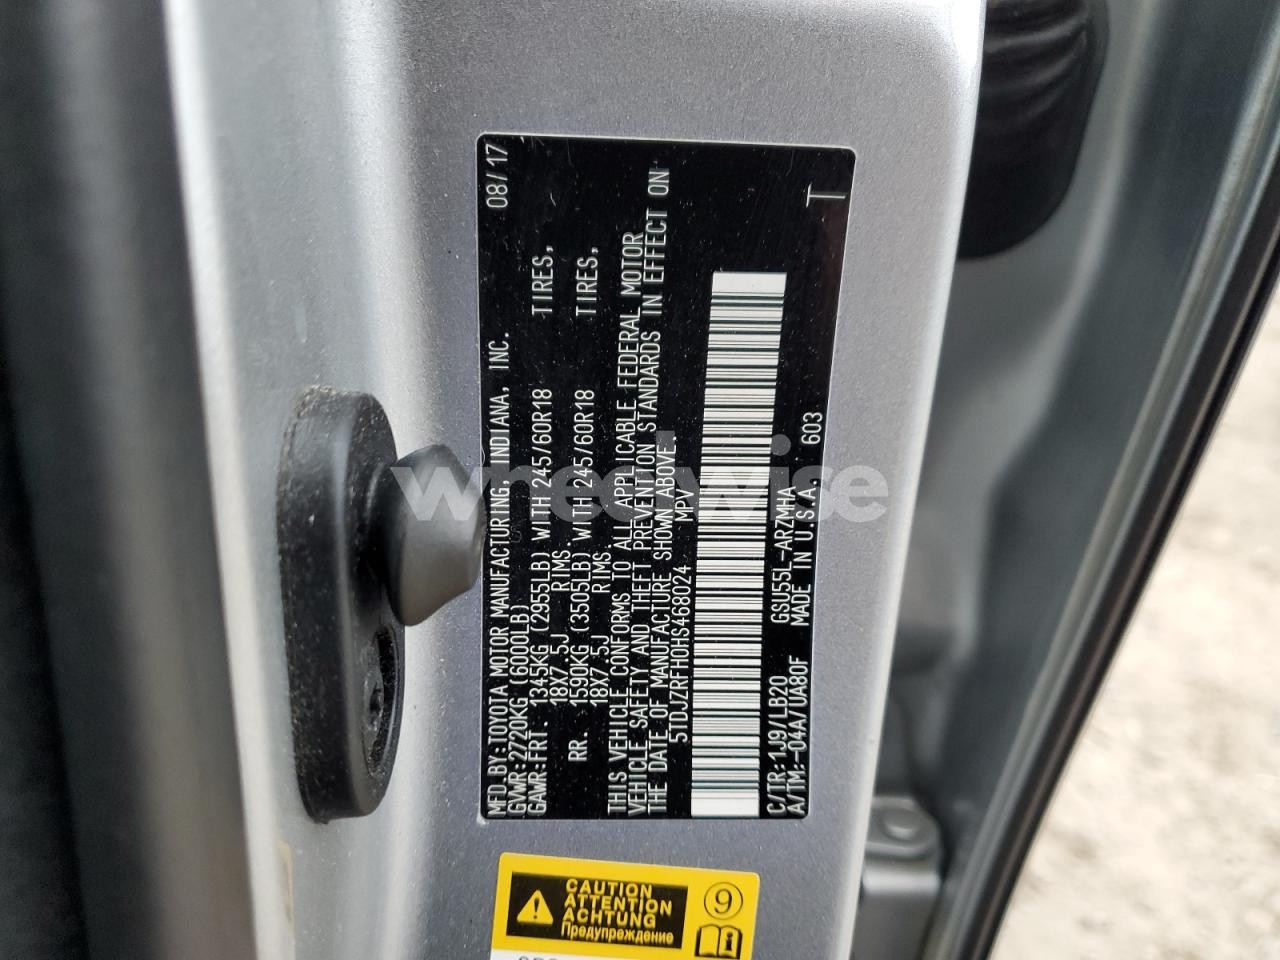 MFD.BY:TOYOTA MOTOR MANUFACTURING, INDIANA, INC. 08/17
GVWR:2720KG (6000LB)
GAWR:FRT 1345KG (2955LB) WITH 245/60R18 TIRES,
18X7.5J RIMS.
RR. 1590KG (3505LB) WITH 245/60R18 TIRES,
18X7.5J RIMS.
THIS VEHICLE CONFORMS TO ALL APPLICABLE FEDERAL MOTOR
VEHICLE SAFETY AND THEFT PREVENTION STANDARDS IN EFFECT ON
THE DATE OF MANUFACTURE SHOWN ABOVE.
5TDJZRFH0HS468024 MPV
C/TR:1J9/LB20 GSU55L-ARZMHA
A/TM:-04A/UA80F MADE IN U.S.A. 603
T
wheelwise
CAUTION
ATTENTION
ACHTUNG
Предупреждение
9